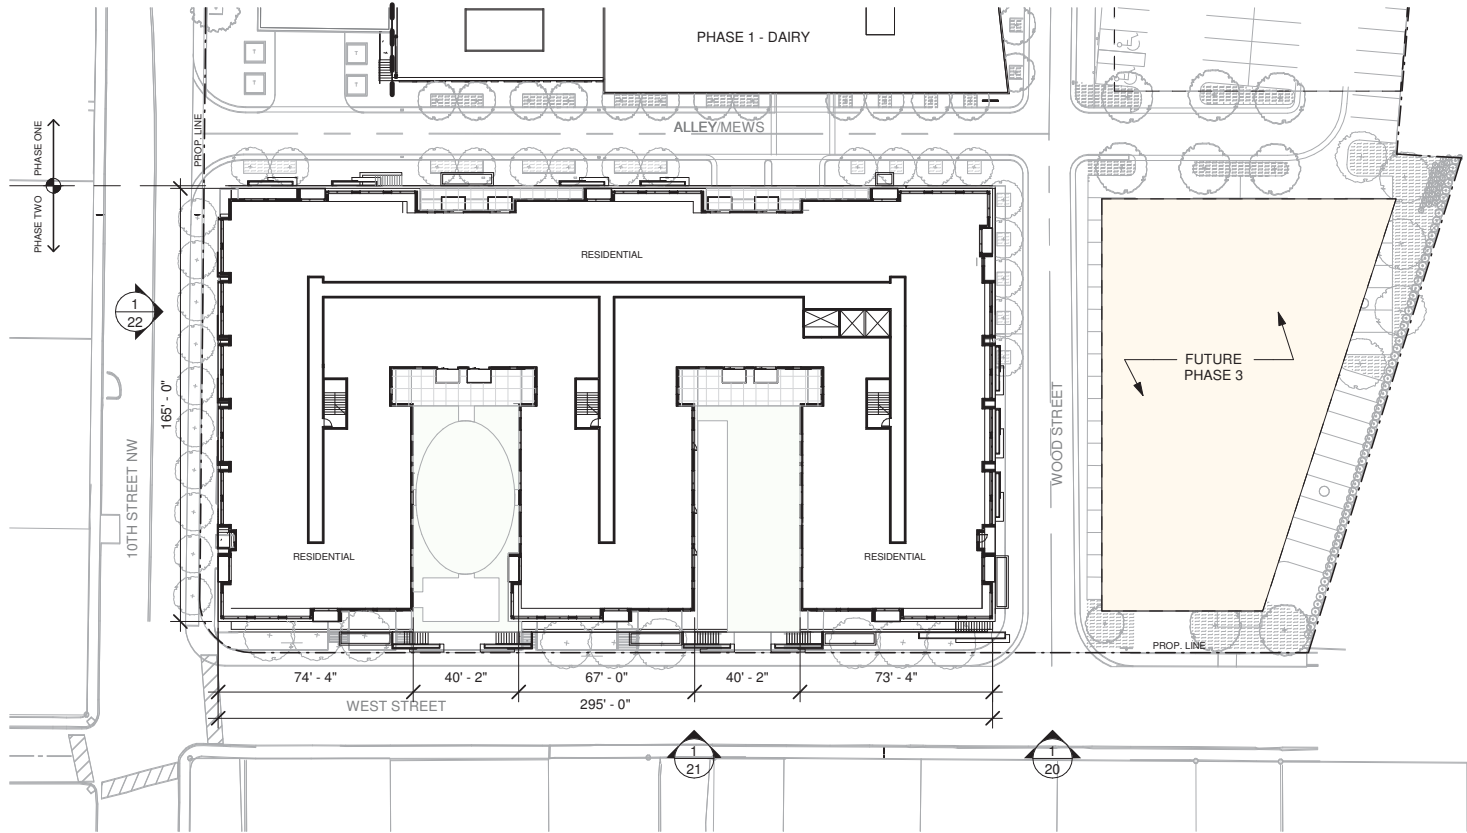 PHASE 1 - DAIRY
ALLEY/MEWS
PROP. LINE
PHASE ONE
PHASE TWO
RESIDENTIAL
1
22
165' - 0"
10TH STREET NW
FUTURE
PHASE 3
WOOD STREET
RESIDENTIAL
RESIDENTIAL
PROP. LINE
74' - 4"
40' - 2"
67' - 0"
40' - 2"
73' - 4"
WEST STREET
295' - 0"
1
21
1
20